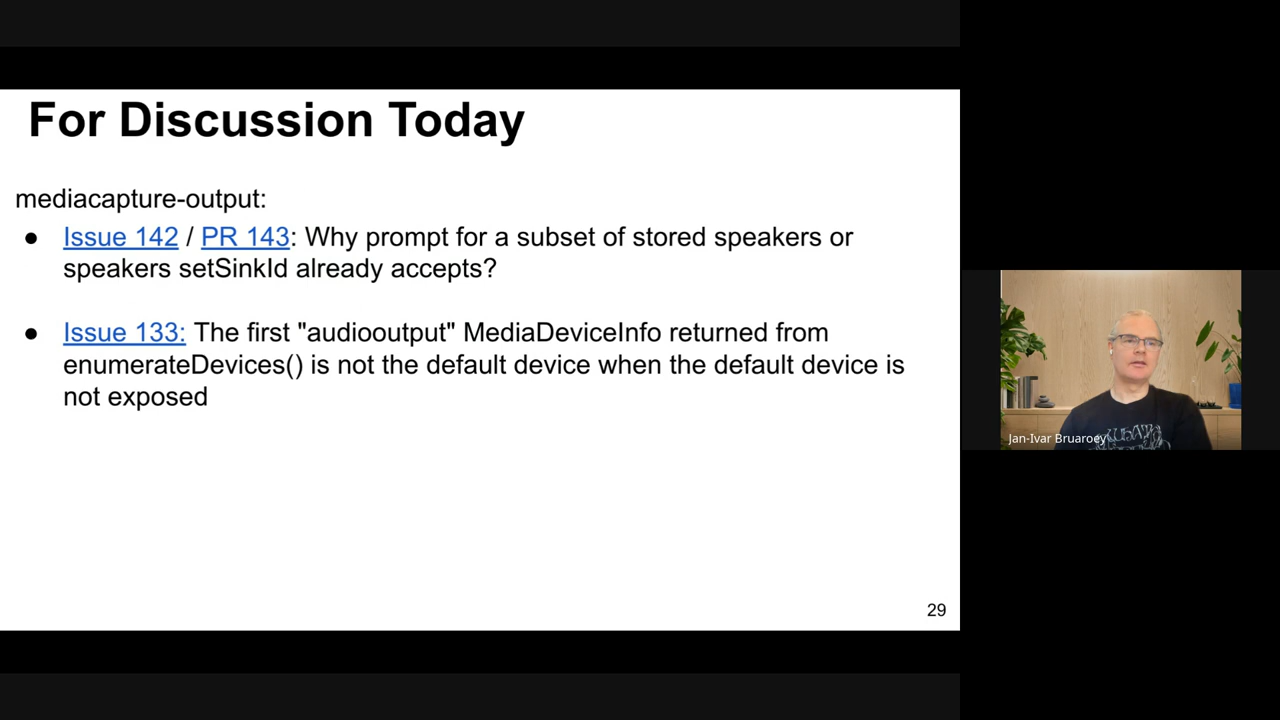 For Discussion Today
mediacapture-output:
● Issue 142 / PR 143: Why prompt for a subset of stored speakers or
speakers setSinkId already accepts?
● Issue 133: The first "audiooutput" MediaDeviceInfo returned from
enumerateDevices() is not the default device when the default device is
not exposed
29
Jan-Ivar Bruaroey